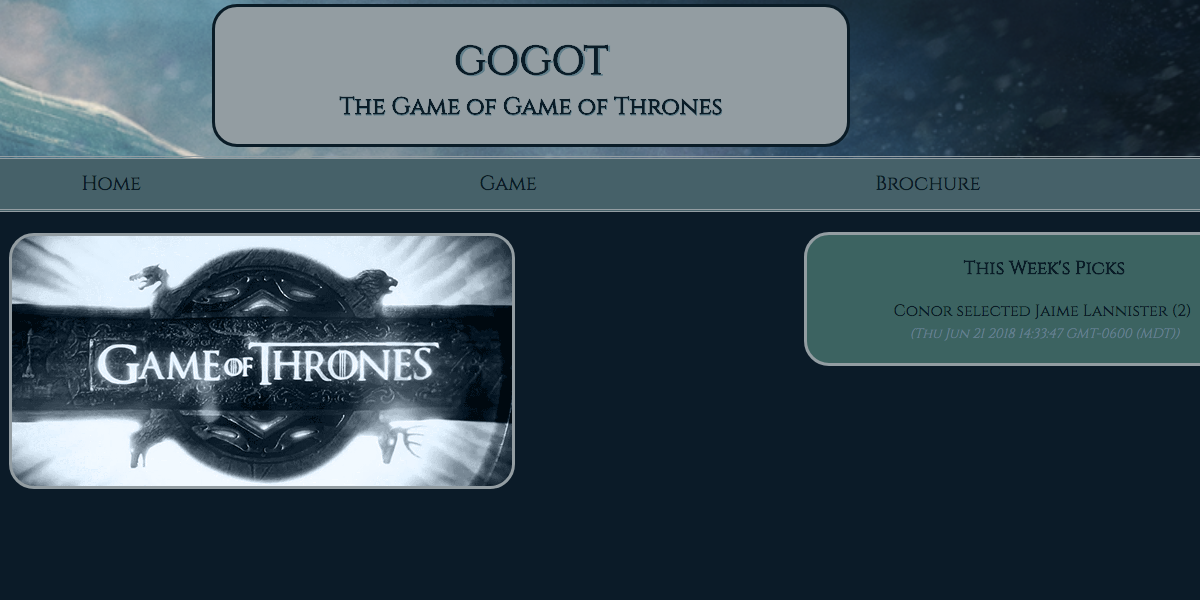 GOGOT
The Game of Game of Thrones
Home
Game
Brochure
GAME OF THRONES
This Week's Picks
Conor selected Jaime Lannister (2)
(Thu Jun 21 2018 14:33:47 GMT-0600 (MDT))